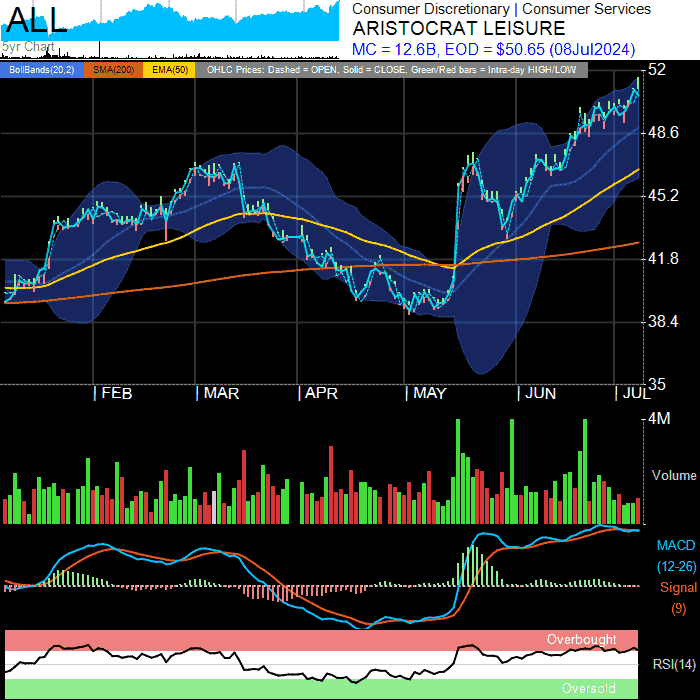 ALL
5yr Chart
Consumer Discretionary | Consumer Services
ARISTOCRAT LEISURE
MC = 12.6B, EOD = $50.65 (08Jul2024)
BollBands(20,2) SMA(200) EMA(50) OHLC Prices: Dashed = OPEN, Solid = CLOSE, Green/Red bars = Intra-day HIGH/LOW
52
48.6
45.2
41.8
38.4
35
| FEB | MAR | APR | MAY | JUN | JUL
4M
Volume
MACD
(12-26)
Signal
(9)
Overbought
RSI(14)
Oversold